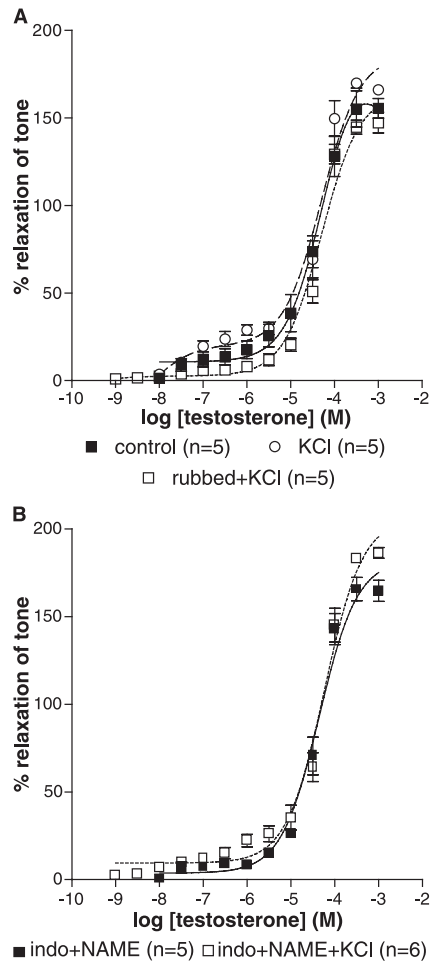 A
200
150
100
50
0
% relaxation of tone
-10 -9 -8 -7 -6 -5 -4 -3 -2
log [testosterone] (M)
control (n=5) KCl (n=5)
rubbed+KCl (n=5)
B
200
150
100
50
0
% relaxation of tone
-10 -9 -8 -7 -6 -5 -4 -3 -2
log [testosterone] (M)
indo+NAME (n=5) indo+NAME+KCl (n=6)